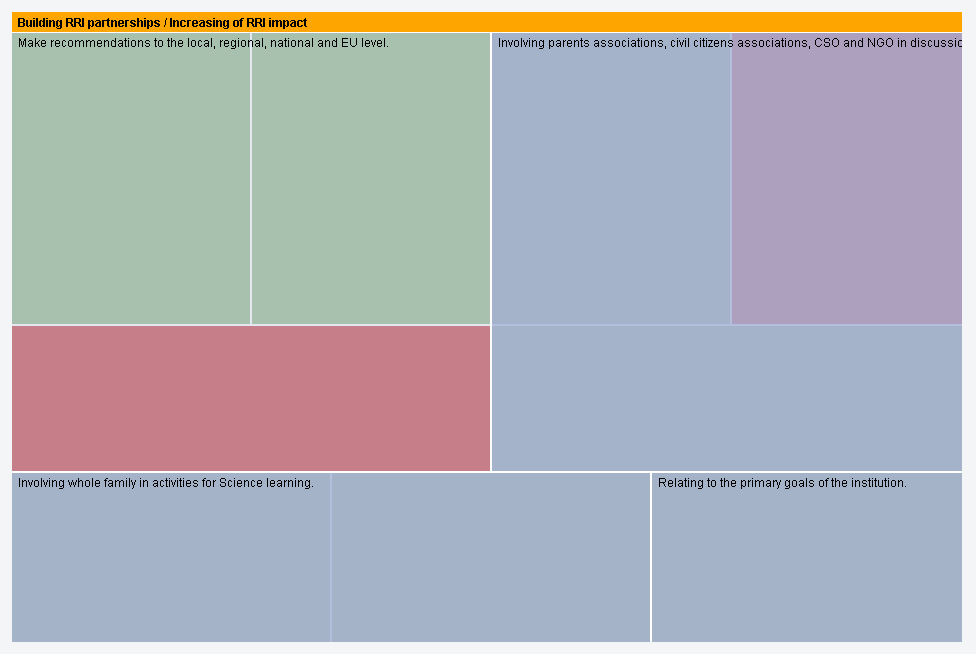 Building RRI partnerships / Increasing of RRI impact
Make recommendations to the local, regional, national and EU level.
Involving parents associations, civil citizens associations, CSO and NGO in
Involving whole family in activities for Science learning.
Relating to the primary goals of the institution.